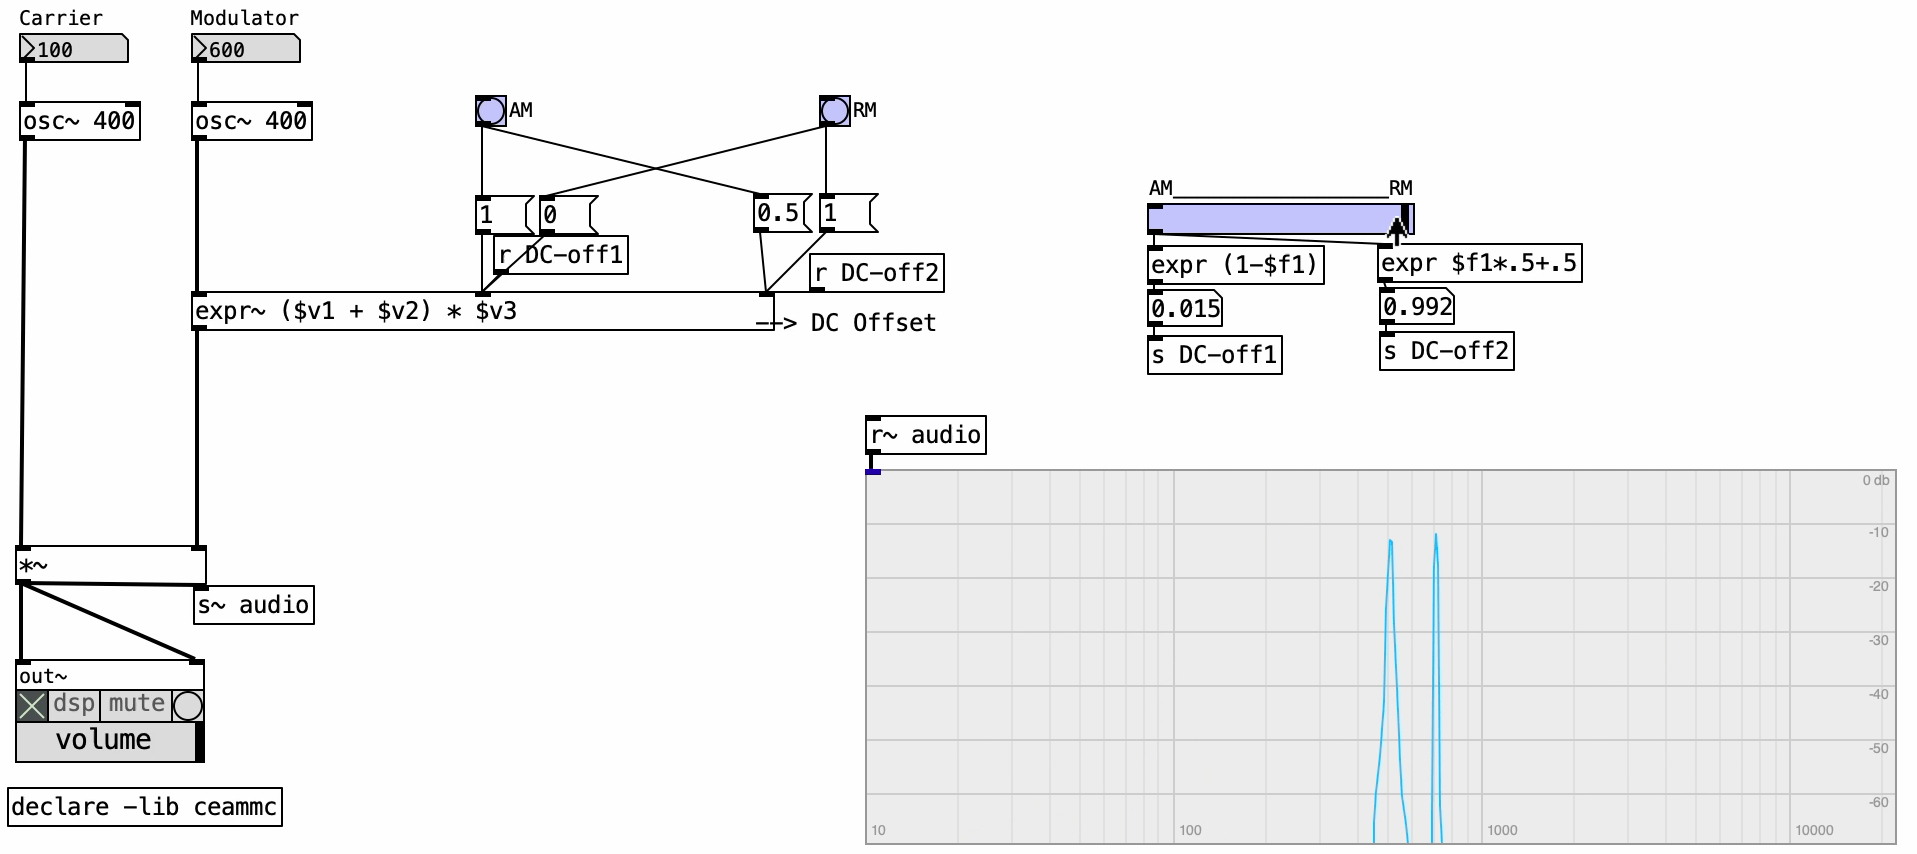 Carrier
Modulator
100
600
osc~ 400
osc~ 400
AM
RM
1
0
0.5
1
r DC-off1
r DC-off2
expr~ ($v1 + $v2) * $v3
--> DC Offset
AM
RM
expr (1-$f1)
expr $f1*.5+.5
0.015
0.992
s DC-off1
s DC-off2
r~ audio
*~
s~ audio
out~
dsp
mute
volume
declare -lib ceammc
0 db
-10
-20
-30
-40
-50
-60
10
100
1000
10000